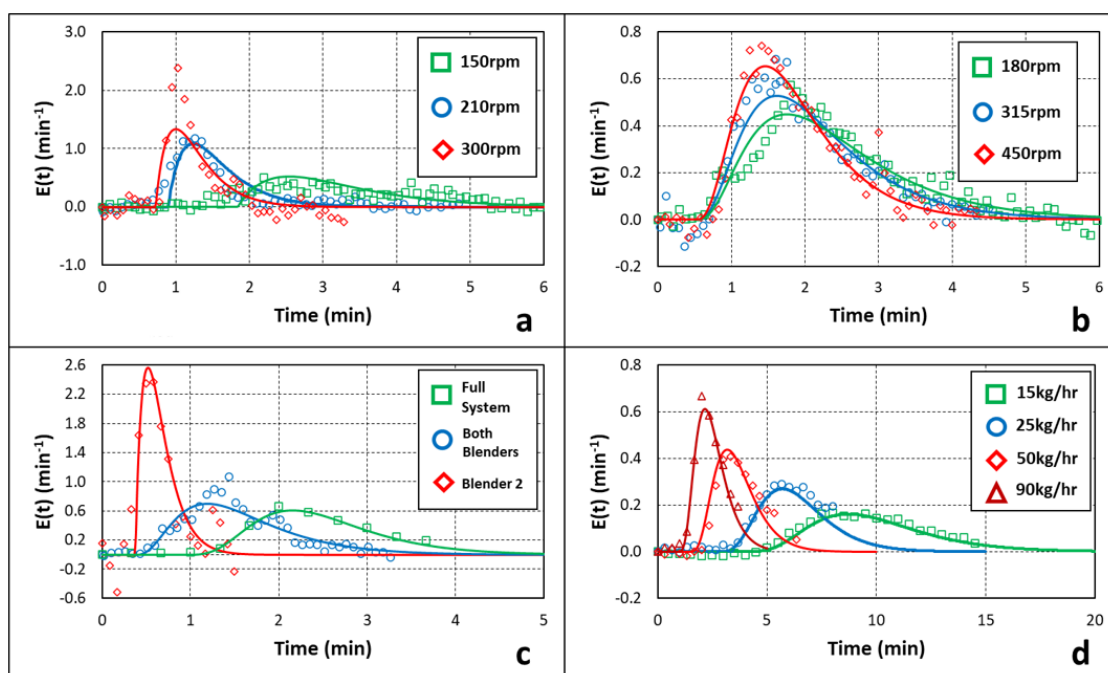 3.0
2.0
1.0
0.0
-1.0
E(t) (min⁻¹)
150rpm
210rpm
300rpm
0 1 2 3 4 5 6
Time (min)
a
0.8
0.6
0.4
0.2
0.0
-0.2
E(t) (min⁻¹)
180rpm
315rpm
450rpm
0 1 2 3 4 5 6
Time (min)
b
2.6
2.2
1.8
1.4
1.0
0.6
0.2
-0.2
-0.6
E(t) (min⁻¹)
Full
System
Both
Blenders
Blender 2
0 1 2 3 4 5
Time (min)
c
0.8
0.6
0.4
0.2
0.0
-0.2
E(t) (min⁻¹)
15kg/hr
25kg/hr
50kg/hr
90kg/hr
0 5 10 15 20
Time (min)
d